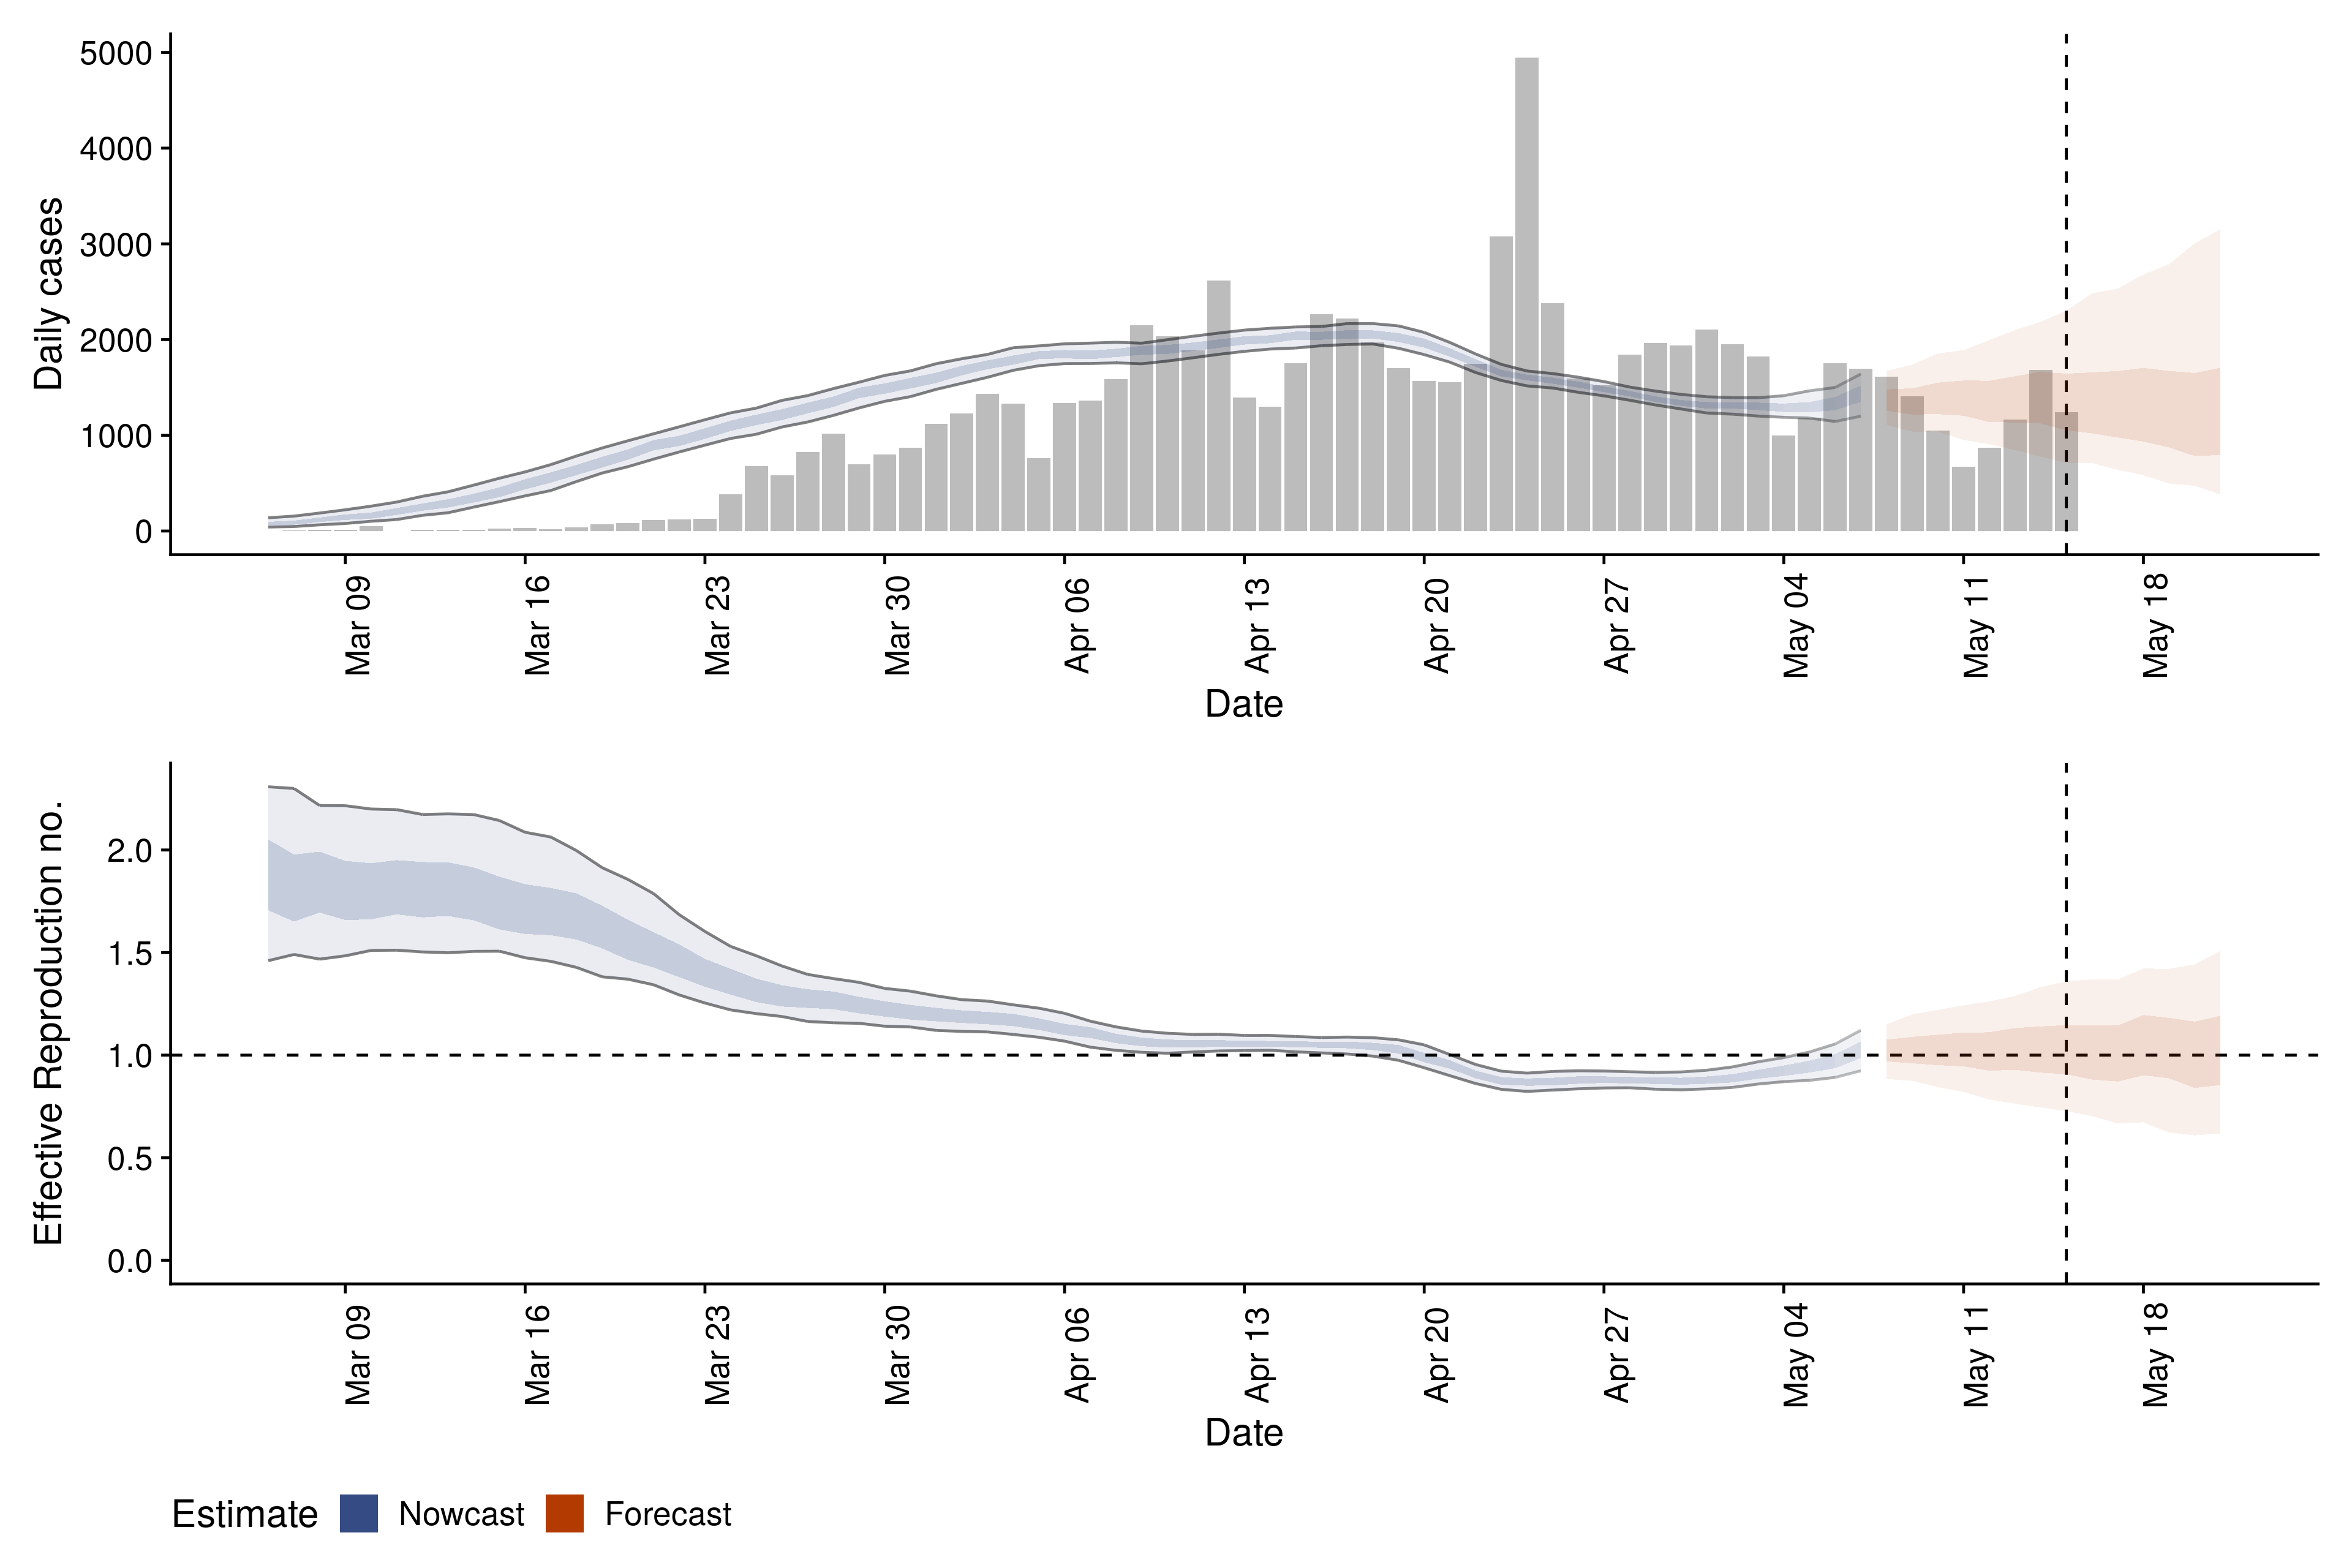 Daily cases
5000
4000
3000
2000
1000
0
Mar 09
Mar 16
Mar 23
Mar 30
Apr 06
Apr 13
Apr 20
Apr 27
May 04
May 11
May 18
Date
Effective Reproduction no.
2.0
1.5
1.0
0.5
0.0
Mar 09
Mar 16
Mar 23
Mar 30
Apr 06
Apr 13
Apr 20
Apr 27
May 04
May 11
May 18
Date
Estimate Nowcast Forecast